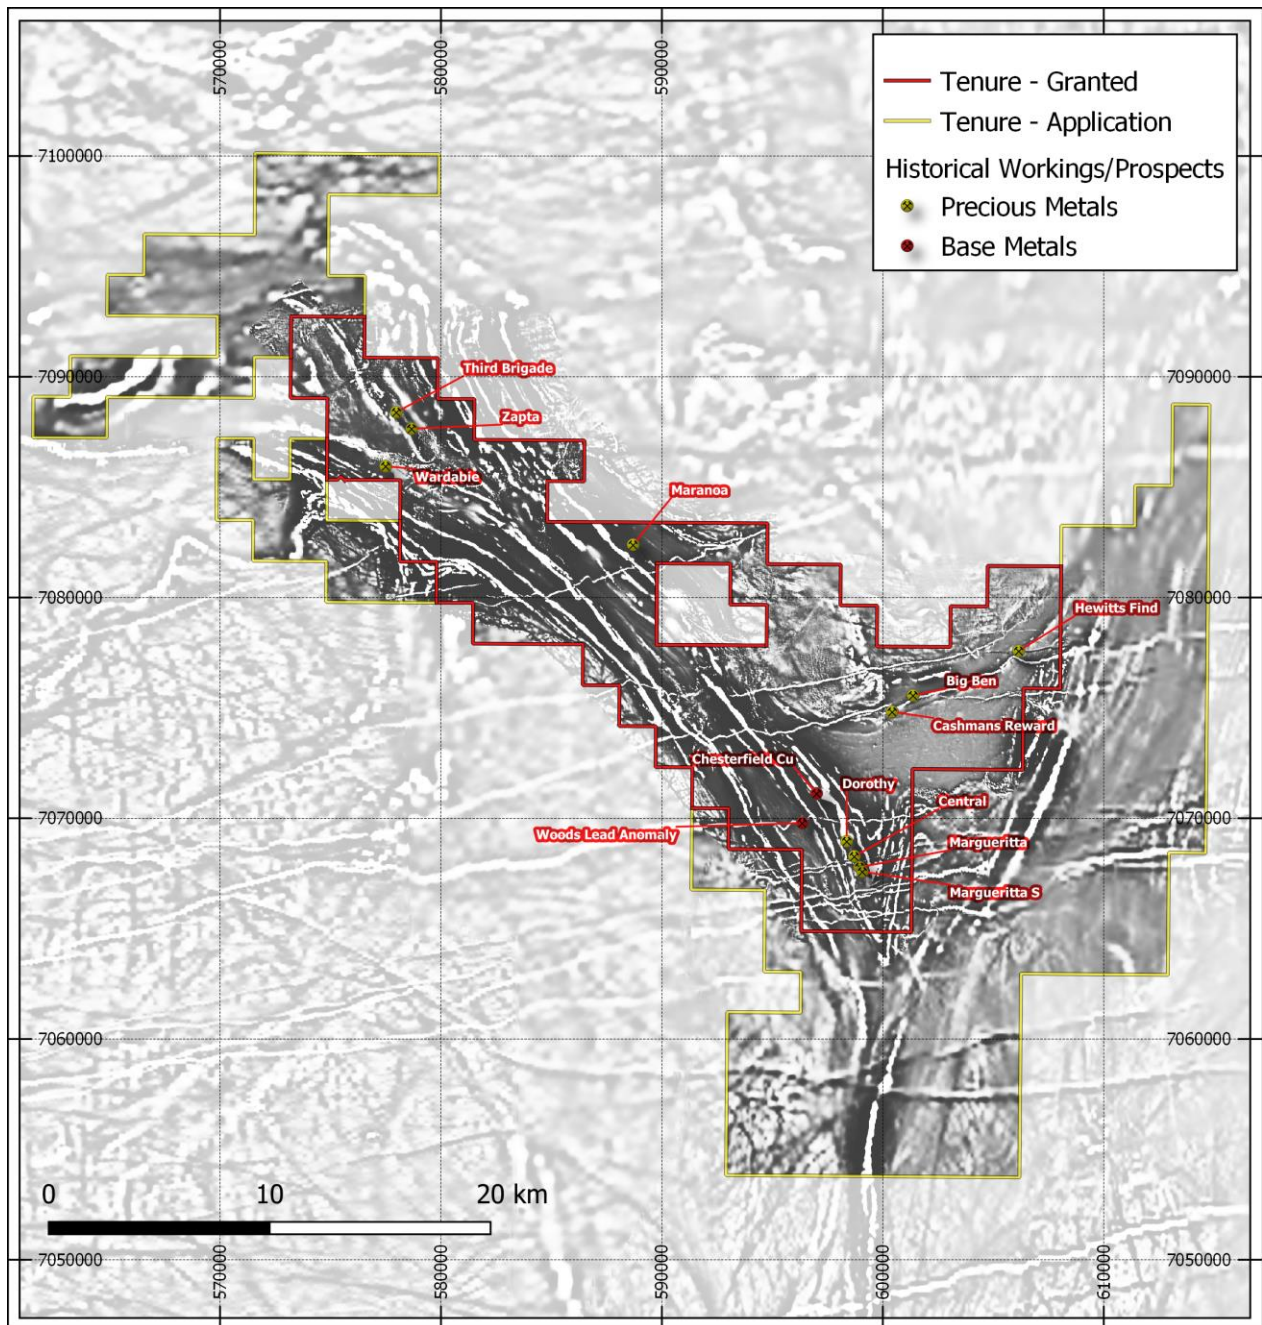 570000
580000
590000
Tenure - Granted
Tenure - Application
Historical Workings/Prospects
Precious Metals
Base Metals
7100000
7090000
7090000
Third Brigade
Zapta
Wardabie
Maranoa
7080000
7080000
Hewitts Find
Big Ben
Cashmans Reward
Chesterfield Cu
Dorothy
Central
7070000
7070000
Woods Lead Anomaly
Margueritta
Margueritta S
7060000
7060000
0 10 20 km
7050000
7050000
570000
580000
590000
600000
610000